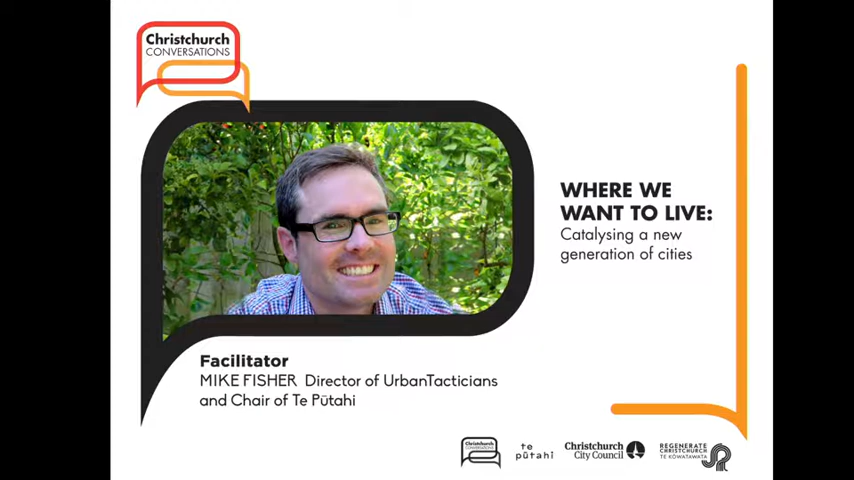 Christchurch
CONVERSATIONS
WHERE WE
WANT TO LIVE:
Catalysing a new
generation of cities
Facilitator
MIKE FISHER Director of UrbanTacticians
and Chair of Te Pūtahi
Christchurch
CONVERSATIONS
te
pūtahi
Christchurch
City Council
REGENERATE
CHRISTCHURCH
TE KŌWATAWATA